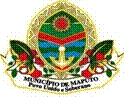 MUNICÍPIO DE MAPUTO
Povo Unido e Soberano